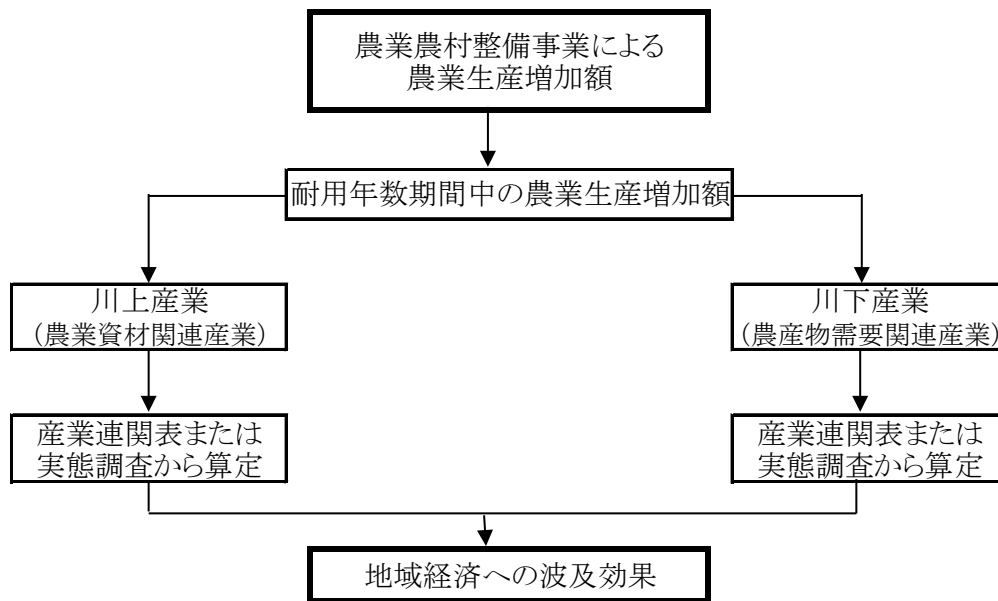 農業農村整備事業による
農業生産増加額
耐用年数期間中の農業生産増加額
川上産業
(農業資材関連産業)
川下産業
(農産物需要関連産業)
産業連関表または
実態調査から算定
産業連関表または
実態調査から算定
地域経済への波及効果